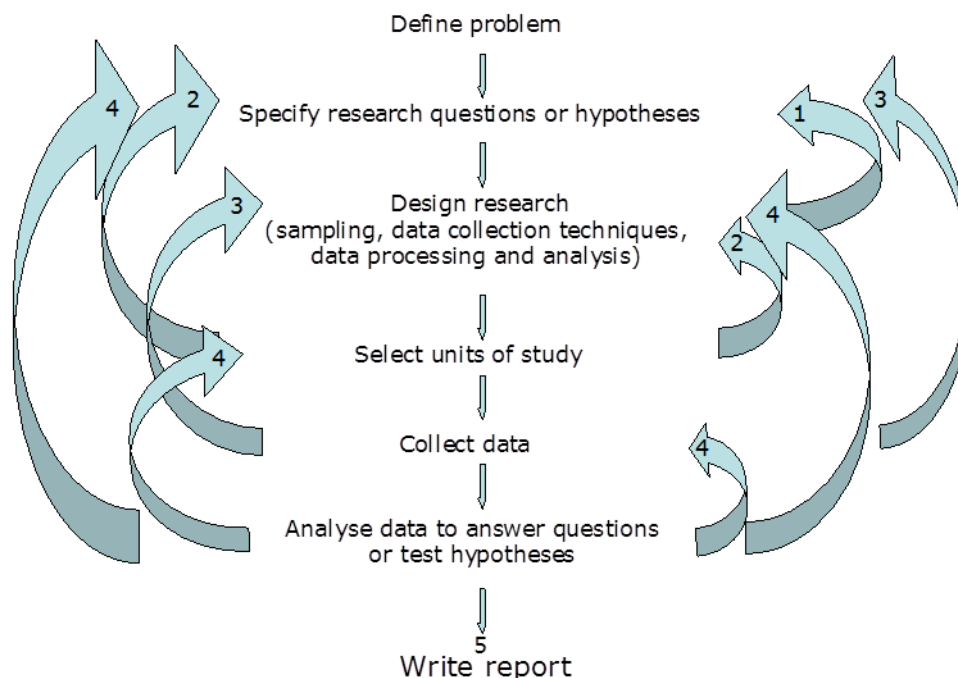 Define problem
4
2
3
1
Specify research questions or hypotheses
3
Design research
4
(sampling, data collection techniques,
2
data processing and analysis)
4
Select units of study
Collect data
4
Analyse data to answer questions
or test hypotheses
5
Write report